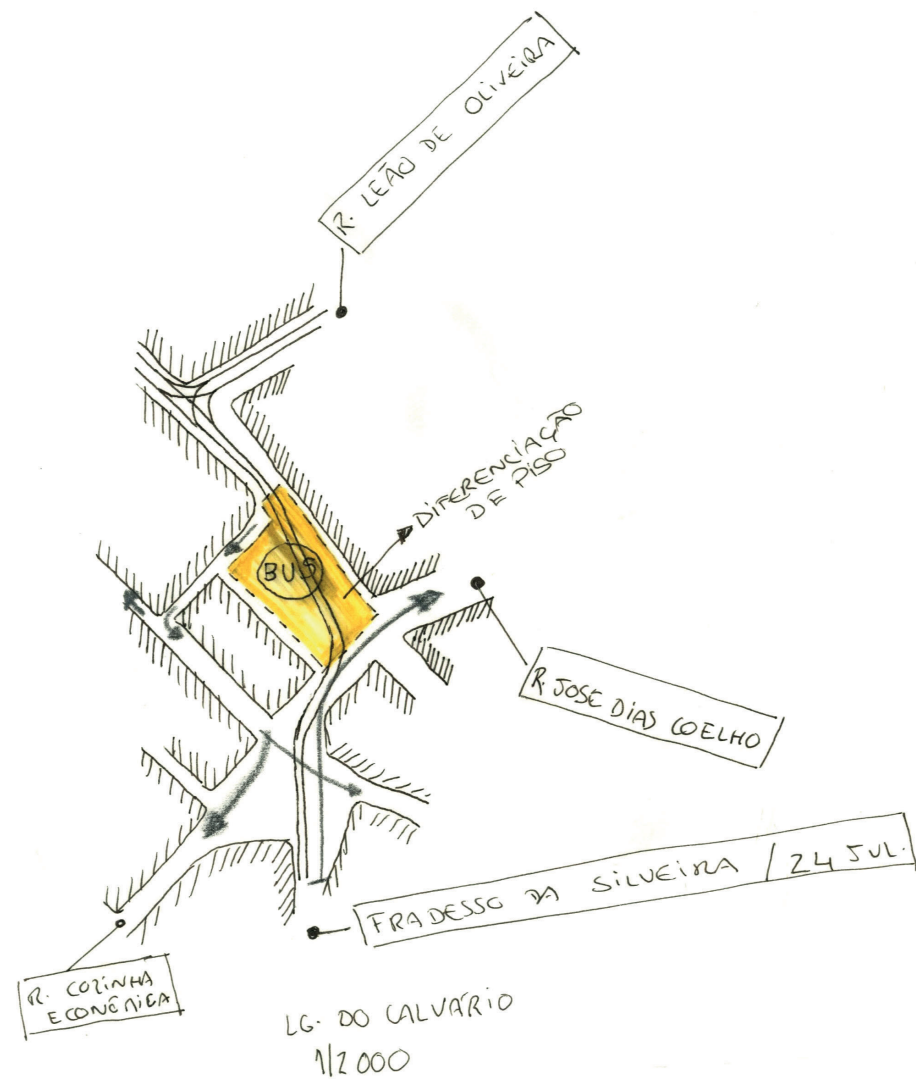 R. LEÃO DE OLIVEIRA
DIFERENCIAÇÃO
DE PISO
BUS
R. JOSE DIAS COELHO
FRADESSO DA SILVEIRA / 24 JUL.
R. COZINHA
ECONÓMICA
LG. DO CALVÁRIO
1/2000